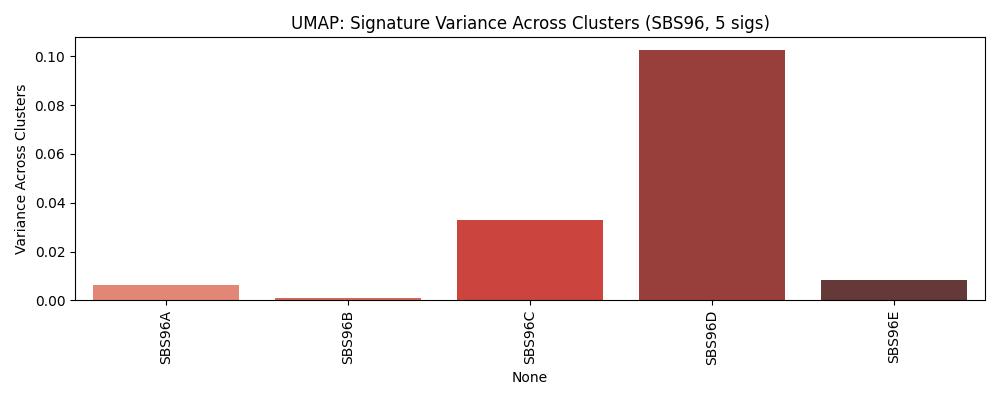 UMAP: Signature Variance Across Clusters (SBS96, 5 sigs)
Variance Across Clusters
0.10
0.08
0.06
0.04
0.02
0.00
SBS96A
SBS96B
SBS96C
SBS96D
SBS96E
None